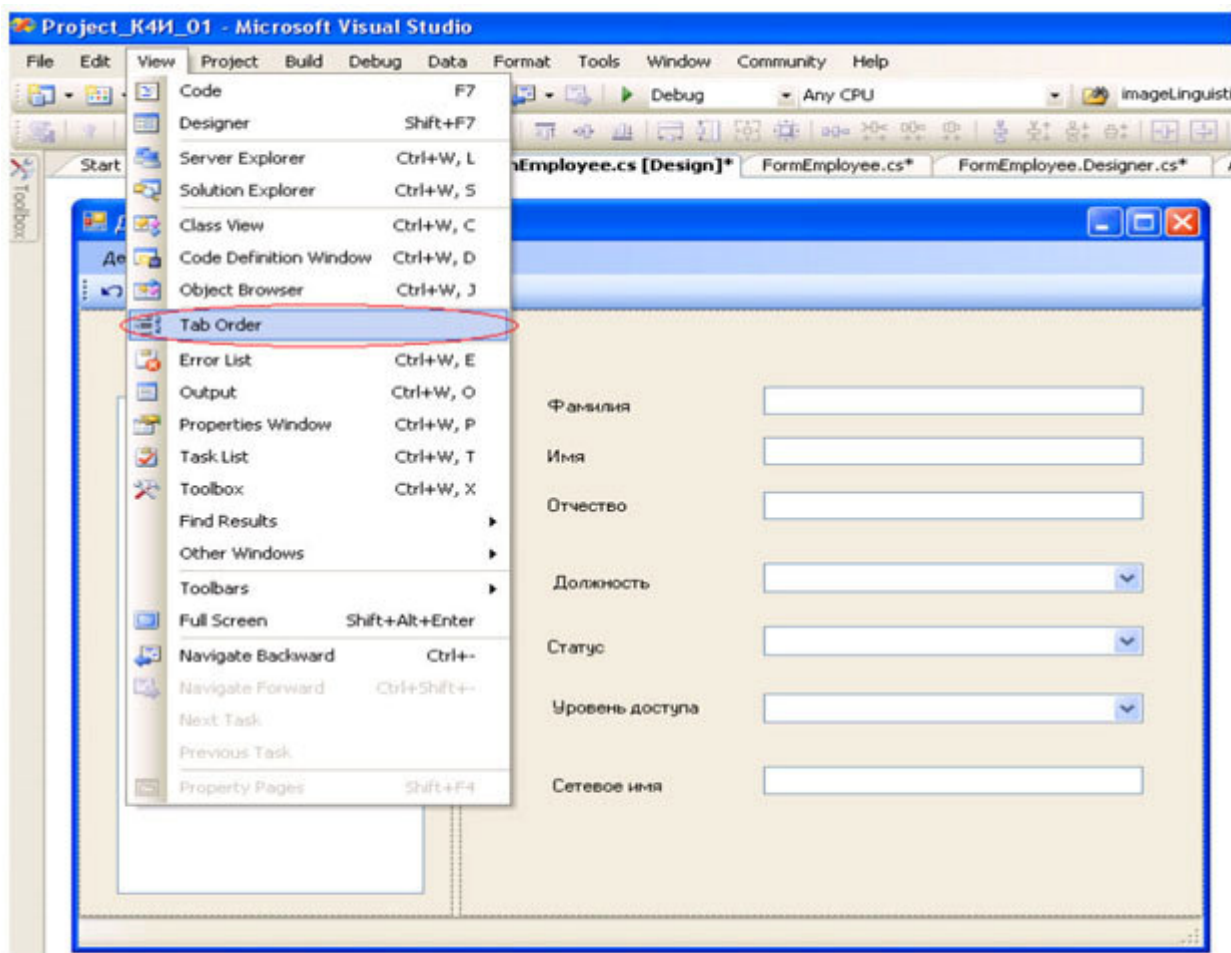 Project_К4И_01 - Microsoft Visual Studio
File Edit View Project Build Debug Data Format Tools Window Community Help
Debug Any CPU imageLinguisti
Toolbox
Start mEmployee.cs [Design]* FormEmployee.cs* FormEmployee.Designer.cs*
Code F7
Designer Shift+F7
Server Explorer Ctrl+W, L
Solution Explorer Ctrl+W, S
Class View Ctrl+W, C
Code Definition Window Ctrl+W, D
Object Browser Ctrl+W, J
Tab Order
Error List Ctrl+W, E
Output Ctrl+W, O
Properties Window Ctrl+W, P
Task List Ctrl+W, T
Toolbox Ctrl+W, X
Find Results
Other Windows
Toolbars
Full Screen Shift+Alt+Enter
Navigate Backward Ctrl+-
Navigate Forward Ctrl+Shift+-
Next Task
Previous Task
Property Pages Shift+F4
Де
Фамилия
Имя
Отчество
Должность
Статус
Уровень доступа
Сетевое имя